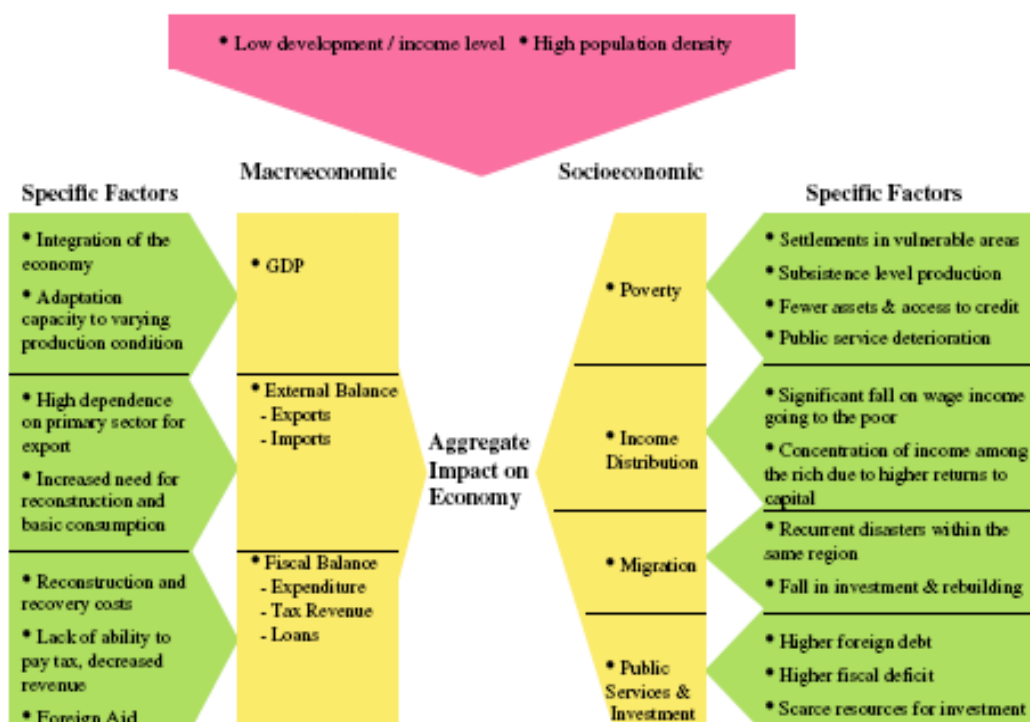 • Low development / income level • High population density
Macroeconomic
Socioeconomic
Specific Factors
Specific Factors
• Integration of the
economy
• Adaptation
capacity to varying
production condition
• High dependence
on primary sector for
export
• Increased need for
reconstruction and
basic consumption
• Reconstruction and
recovery costs
• Lack of ability to
pay tax, decreased
revenue
• Foreign Aid
• GDP
• External Balance
- Exports
- Imports
• Fiscal Balance
- Expenditure
- Tax Revenue
- Loans
Aggregate
Impact on
Economy
• Poverty
• Income
Distribution
• Migration
• Public
Services &
Investment
• Settlements in vulnerable areas
• Subsistence level production
• Fewer assets & access to credit
• Public service deterioration
• Significant fall on wage income
going to the poor
• Concentration of income among
the rich due to higher returns to
capital
• Recurrent disasters within the
same region
• Fall in investment & rebuilding
• Higher foreign debt
• Higher fiscal deficit
• Scarce resources for investment